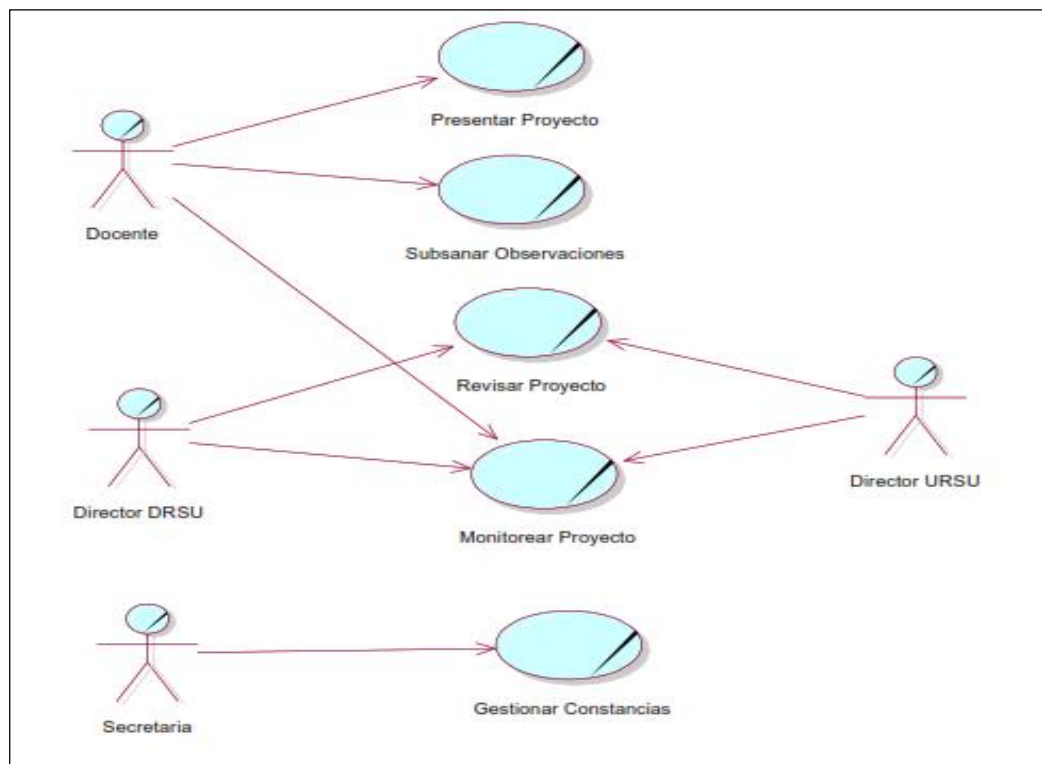 Presentar Proyecto
Docente
Subsanar Observaciones
Revisar Proyecto
Director DRSU
Director URSU
Monitorear Proyecto
Secretaria
Gestionar Constancias